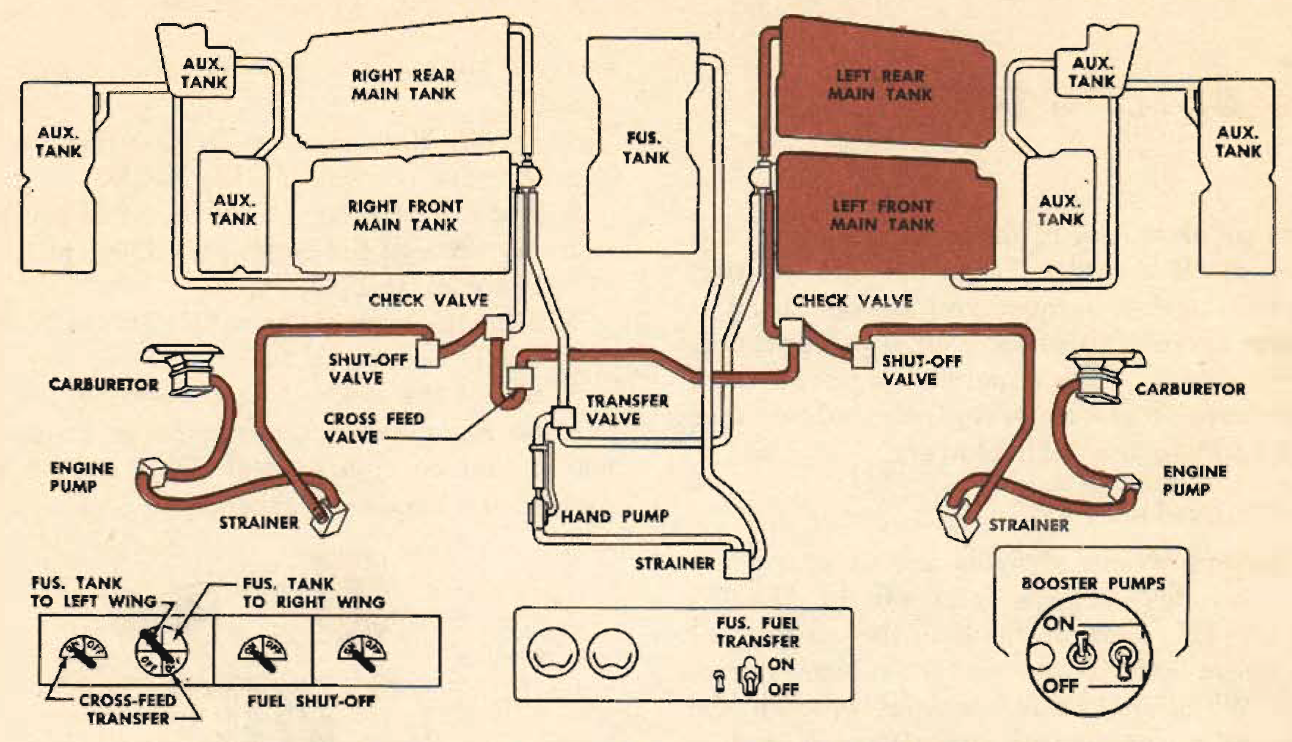 AUX.
TANK
AUX.
TANK
AUX.
TANK
RIGHT REAR
MAIN TANK
RIGHT FRONT
MAIN TANK
FUS.
TANK
LEFT REAR
MAIN TANK
LEFT FRONT
MAIN TANK
AUX.
TANK
AUX.
TANK
AUX.
TANK
CHECK VALVE
CHECK VALVE
SHUT-OFF
VALVE
SHUT-OFF
VALVE
CARBURETOR
CARBURETOR
CROSS FEED
VALVE
TRANSFER
VALVE
ENGINE
PUMP
ENGINE
PUMP
STRAINER
HAND PUMP
STRAINER
STRAINER
FUS. TANK
TO LEFT WING
FUS. TANK
TO RIGHT WING
ON OFF
OFF ON
ON OFF
ON OFF
CROSS-FEED
TRANSFER
FUEL SHUT-OFF
FUS. FUEL
TRANSFER
ON
OFF
BOOSTER PUMPS
ON
OFF